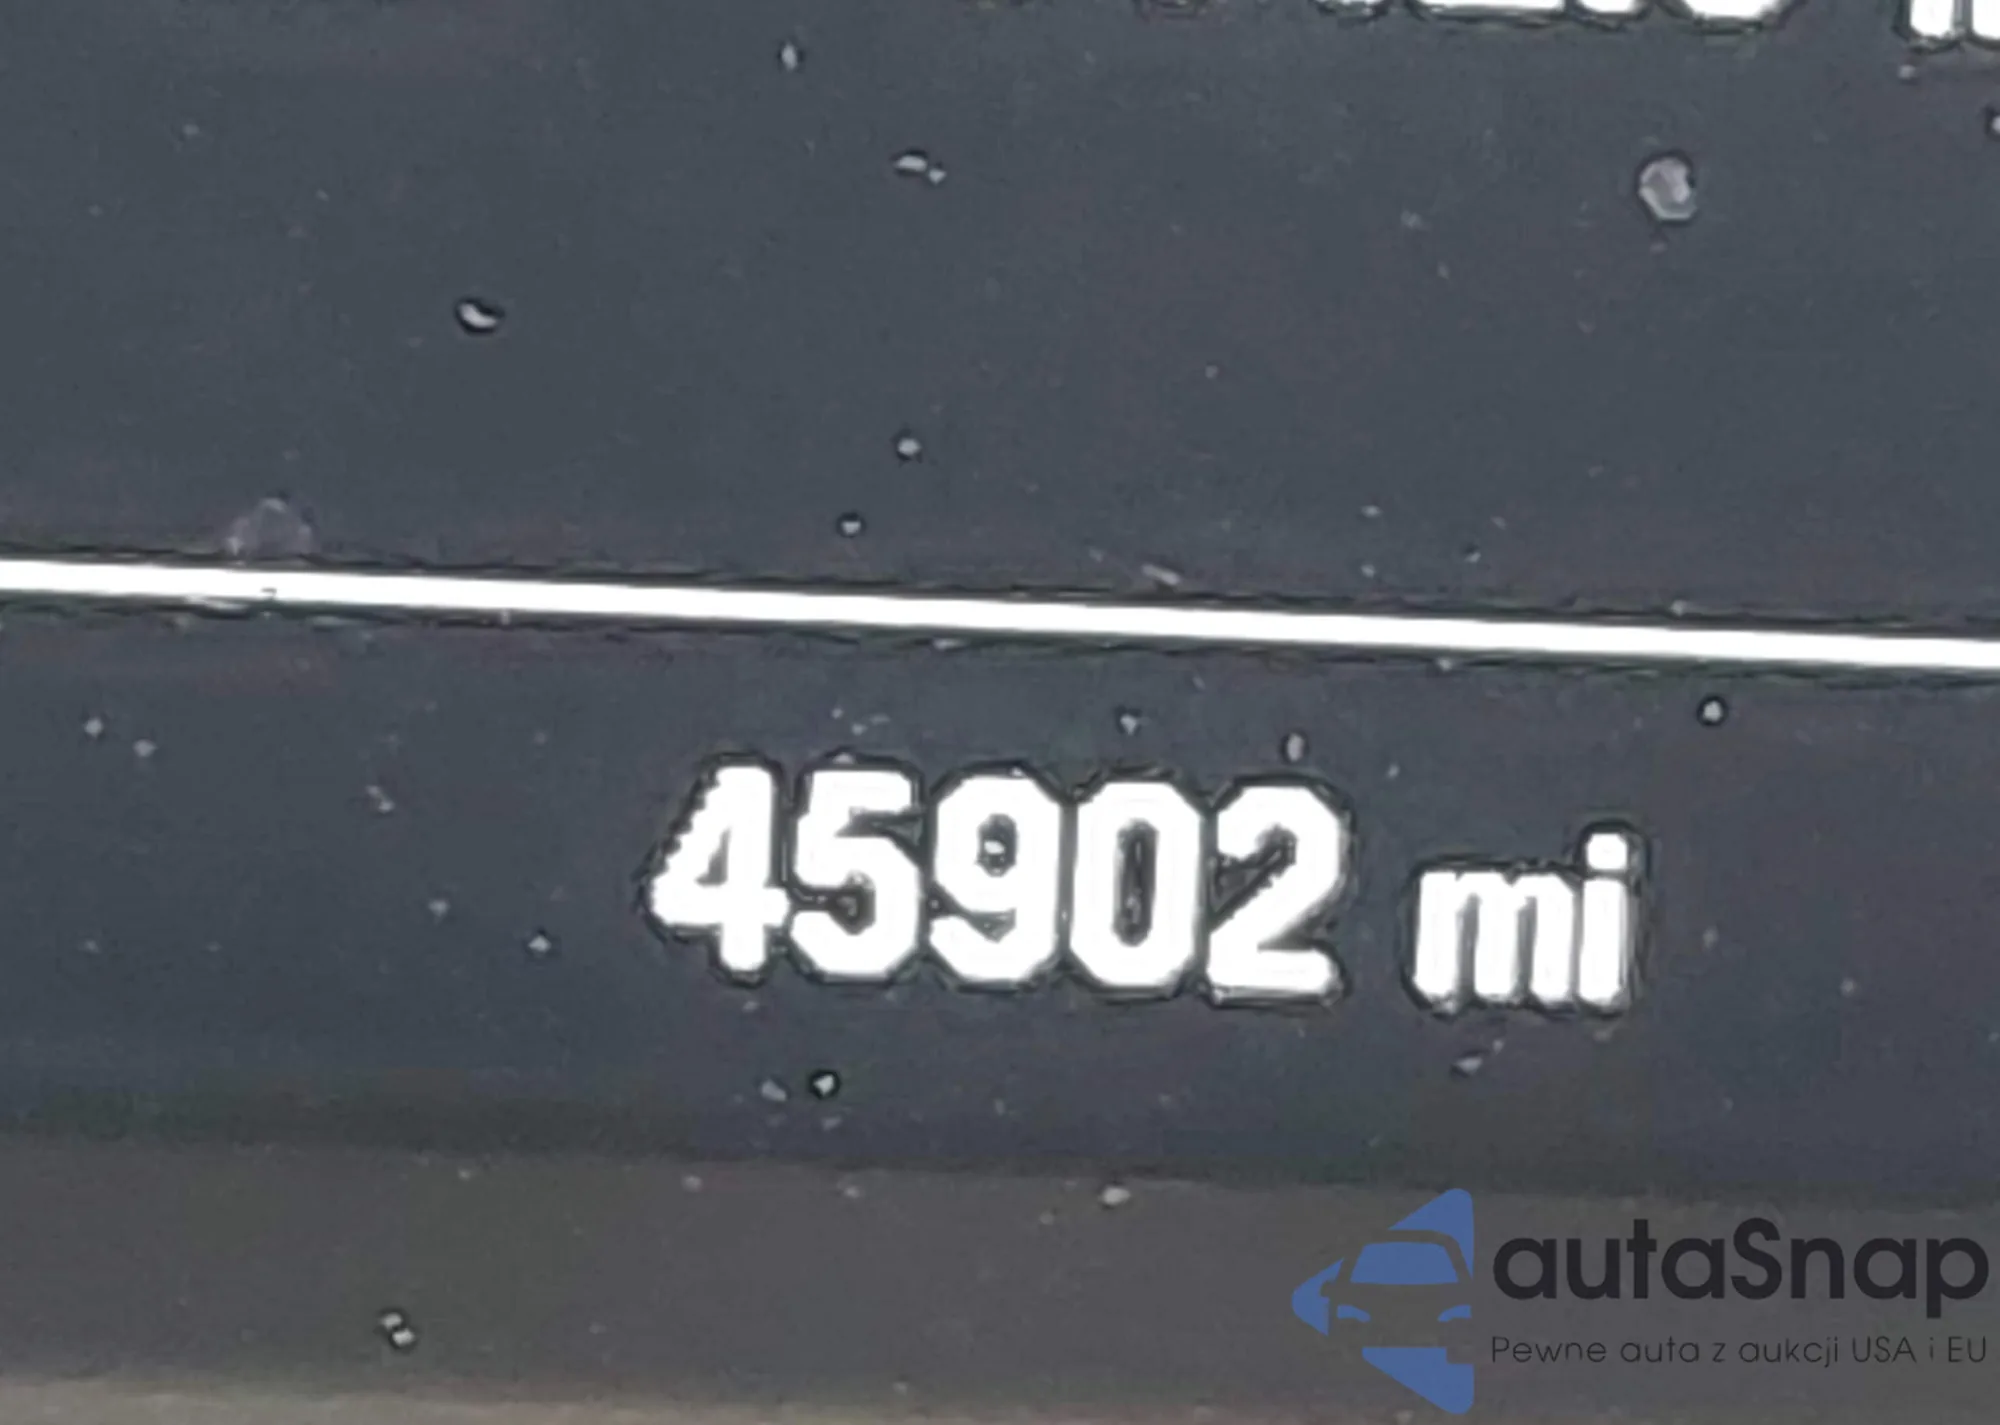 45902 mi
autaSnap
Pewne auta z aukcji USA i EU